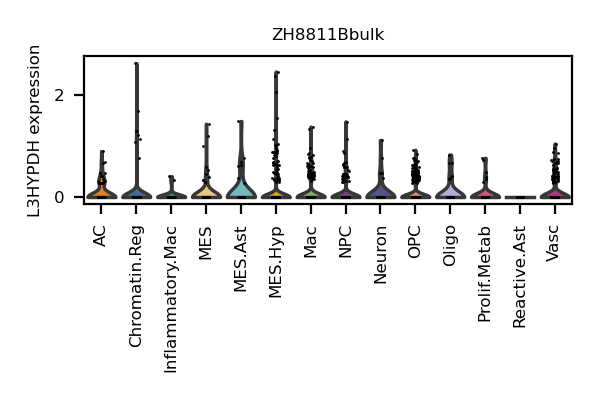 ZH8811Bbulk
L3HYPDH expression
2
0
AC
Chromatin.Reg
Inflammatory.Mac
MES
MES.Ast
MES.Hyp
Mac
NPC
Neuron
OPC
Oligo
Prolif.Metab
Reactive.Ast
Vasc